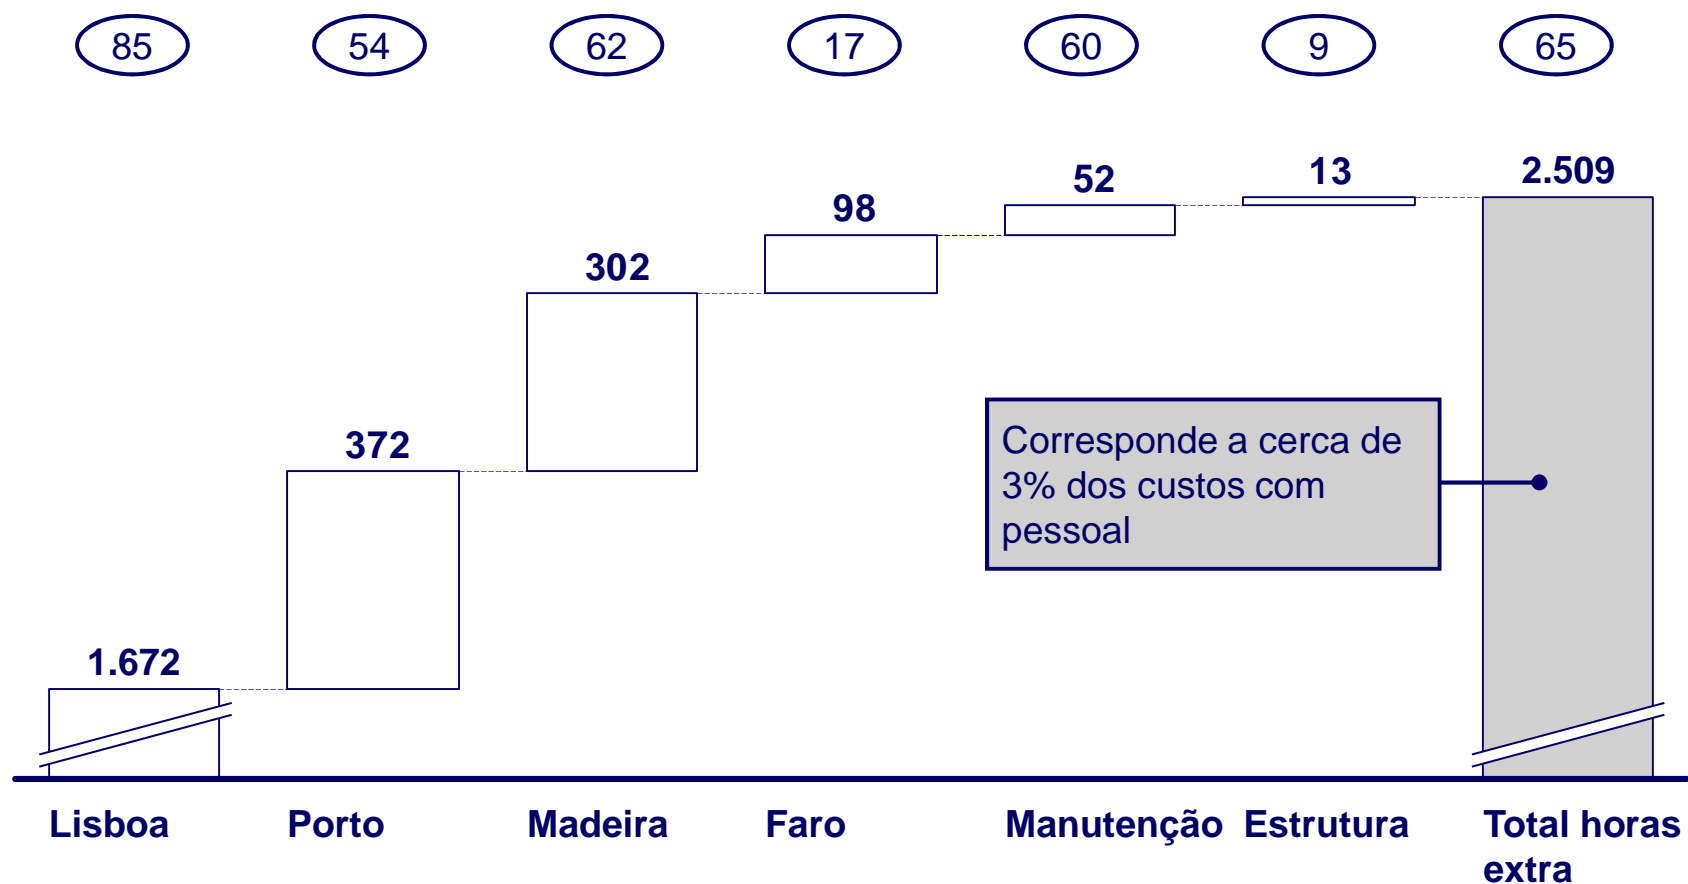 85 54 62 17 60 9 65
1.672
372
302
98
52
13
2.509
Corresponde a cerca de
3% dos custos com
pessoal
Lisboa Porto Madeira Faro Manutenção Estrutura Total horas
extra